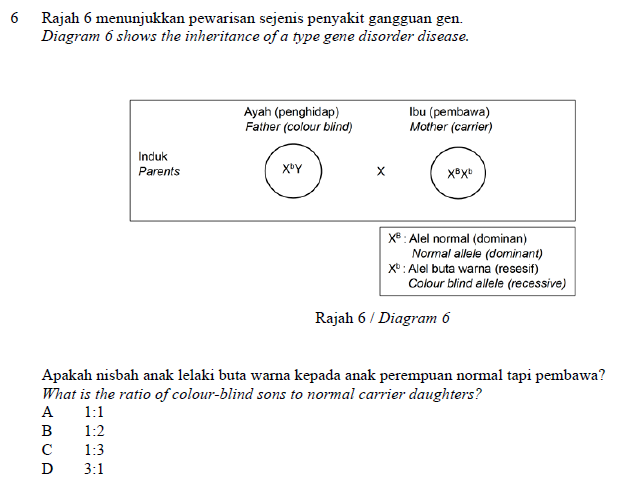 6 Rajah 6 menunjukkan pewarisan sejenis penyakit gangguan gen.
Diagram 6 shows the inheritance of a type gene disorder disease.
Ayah (penghidap) Ibu (pembawa)
Father (colour blind) Mother (carrier)
Induk
Parents
XᵇY X XᴮXᵇ
Xᴮ : Alel normal (dominan)
Normal allele (dominant)
Xᵇ : Alel buta warna (resesif)
Colour blind allele (recessive)
Rajah 6 / Diagram 6
Apakah nisbah anak lelaki buta warna kepada anak perempuan normal tapi pembawa?
What is the ratio of colour-blind sons to normal carrier daughters?
A 1:1
B 1:2
C 1:3
D 3:1